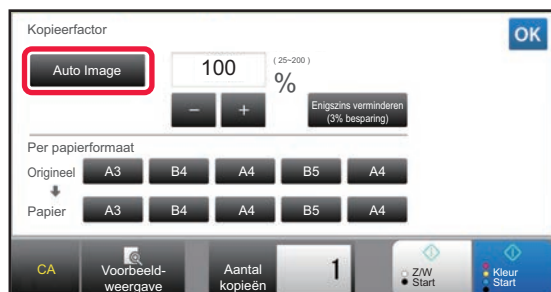 Kopieerfactor
OK
Auto Image
100
(25~200)
%
−
+
Enigszins verminderen
(3% besparing)
Per papierformaat
Origineel A3 B4 A4 B5 A4
Papier A3 B4 A4 B5 A4
CA
Voorbeeld-
weergave
Aantal
kopieën
1
Z/W
Start
Kleur
Start